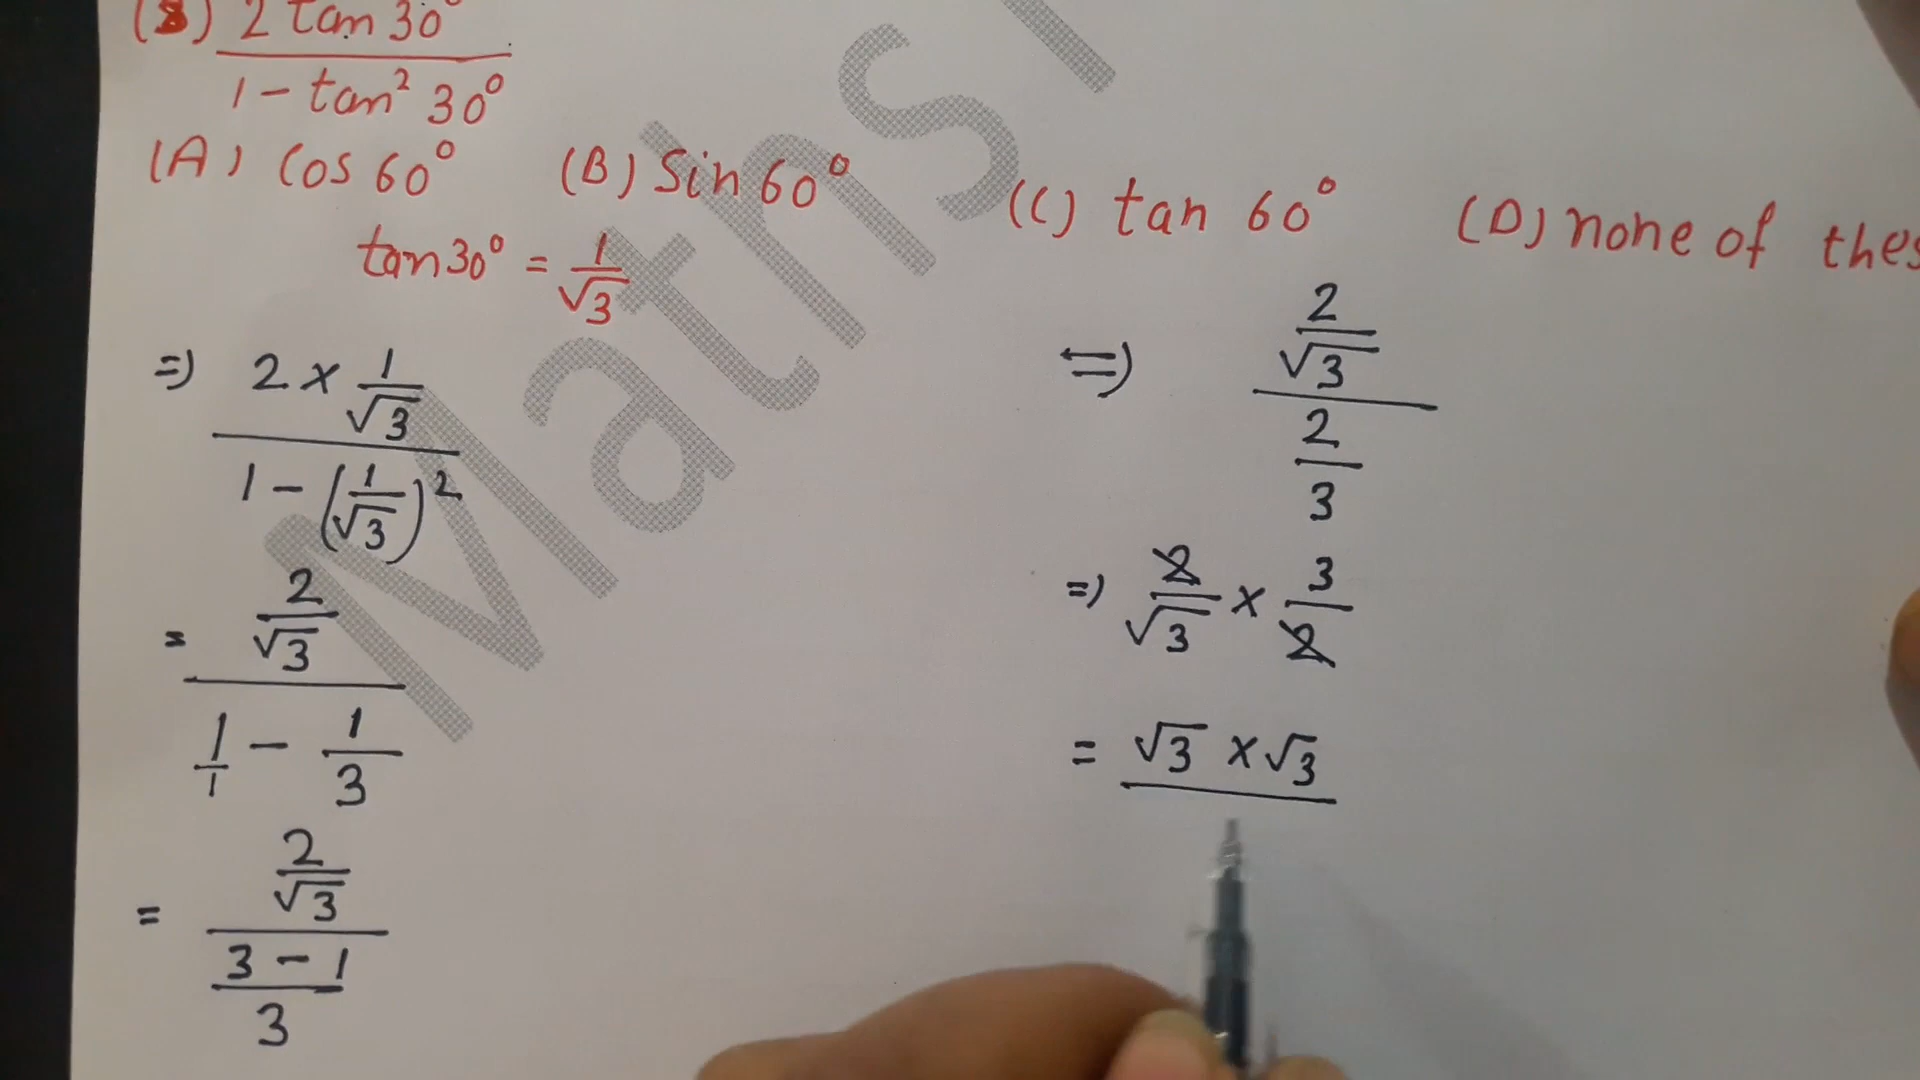 (8) 2 tan 30°
1 - tan² 30°
(A) Cos 60° (B) Sin 60° (C) tan 60° (D) none of thes
tan 30° = 1/√3
=) 2 × 1/√3
1 - (1/√3)²
= 2/√3
1/1 - 1/3
= 2/√3
3 - 1
3
=) 2/√3
2/3
=) 2/√3 × 3/2
= √3 × √3
Maths